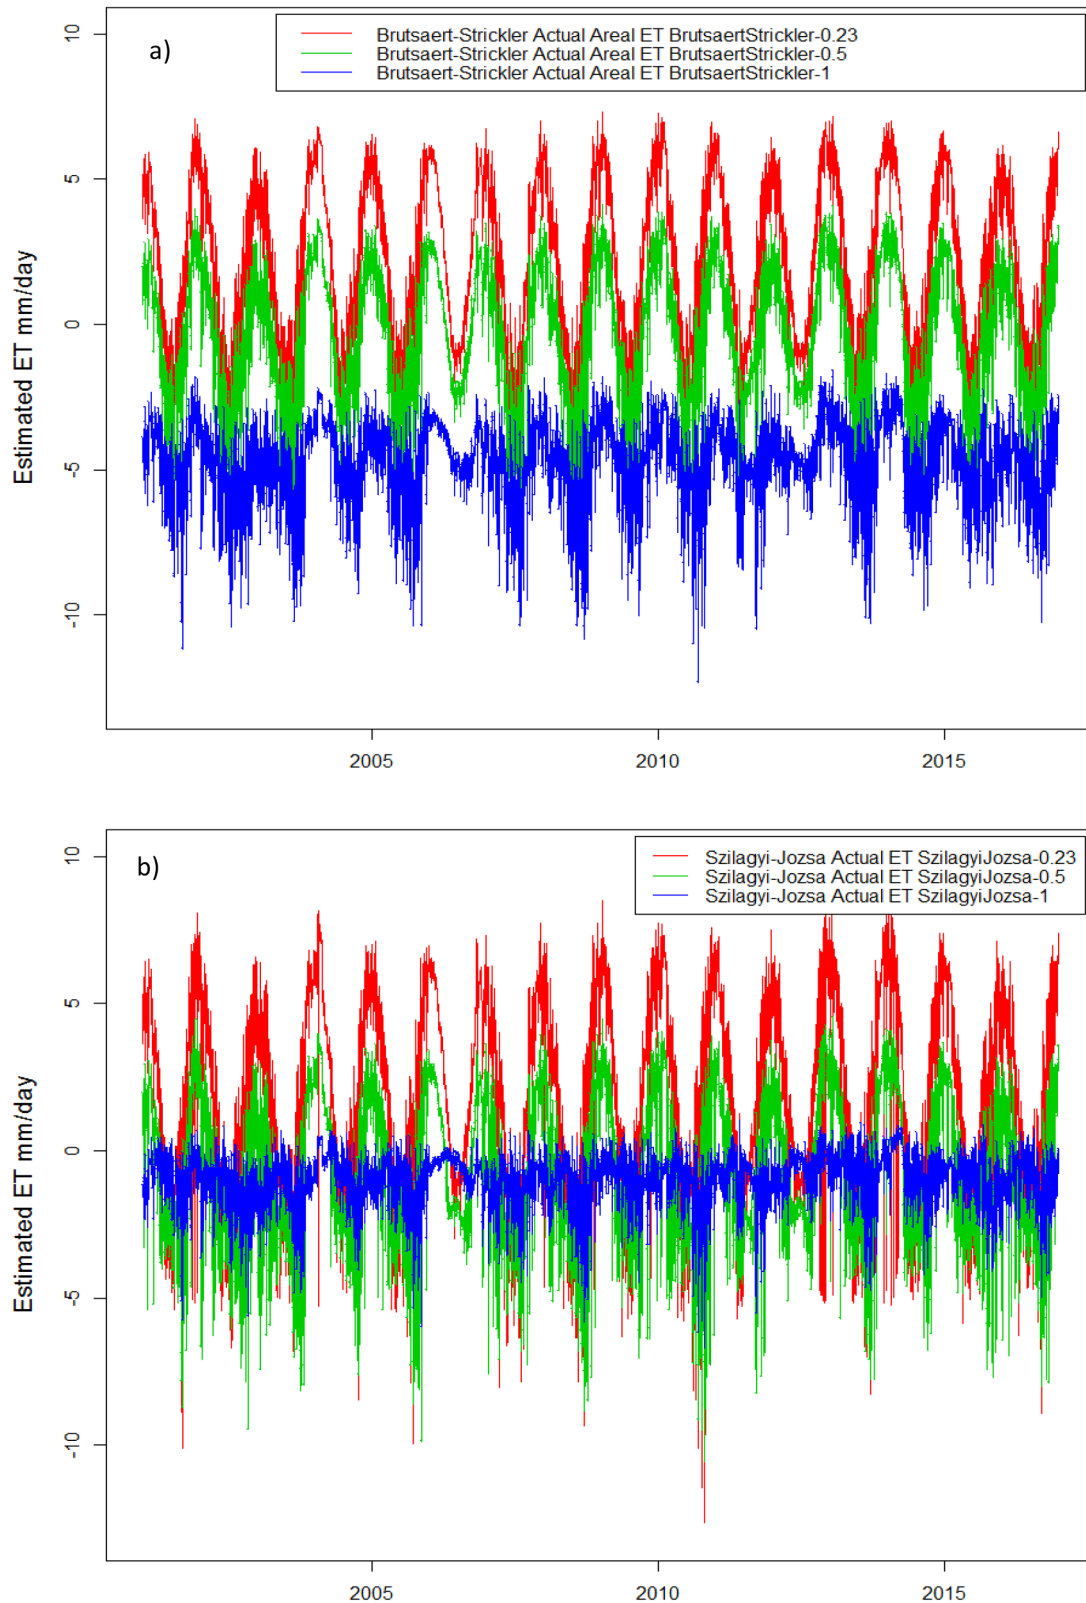 a)
Brutsaert-Strickler Actual Areal ET BrutsaertStrickler-0.23
Brutsaert-Strickler Actual Areal ET BrutsaertStrickler-0.5
Brutsaert-Strickler Actual Areal ET BrutsaertStrickler-1
Estimated ET mm/day
10
5
0
-5
-10
2005
2010
2015
b)
Szilagyi-Jozsa Actual ET SzilagyiJozsa-0.23
Szilagyi-Jozsa Actual ET SzilagyiJozsa-0.5
Szilagyi-Jozsa Actual ET SzilagyiJozsa-1
Estimated ET mm/day
10
5
0
-5
-10
2005
2010
2015